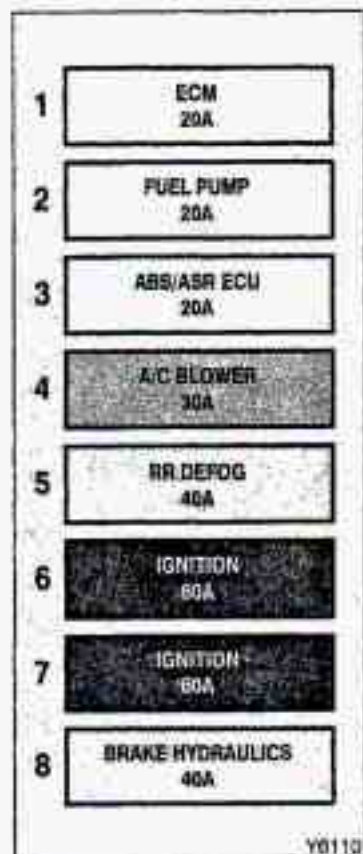 1
ECM
20A
2
FUEL PUMP
20A
3
ABS/ASR ECU
20A
4
A/C BLOWER
30A
5
RR.DEFOG
40A
6
IGNITION
60A
7
IGNITION
60A
8
BRAKE HYDRAULICS
40A
Y6110